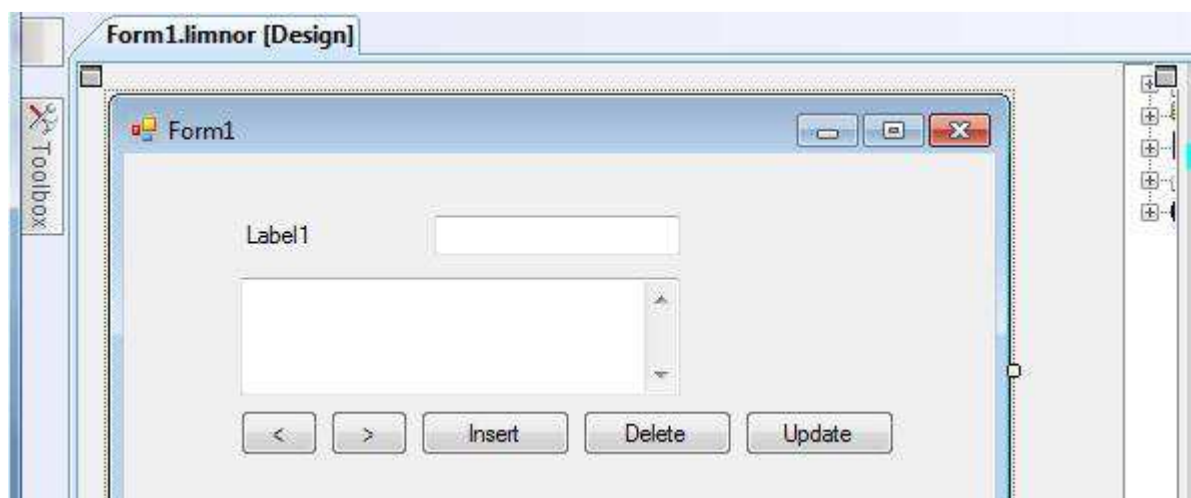 Form1.limnor [Design]
Toolbox
Form1
Label1
< > Insert Delete Update